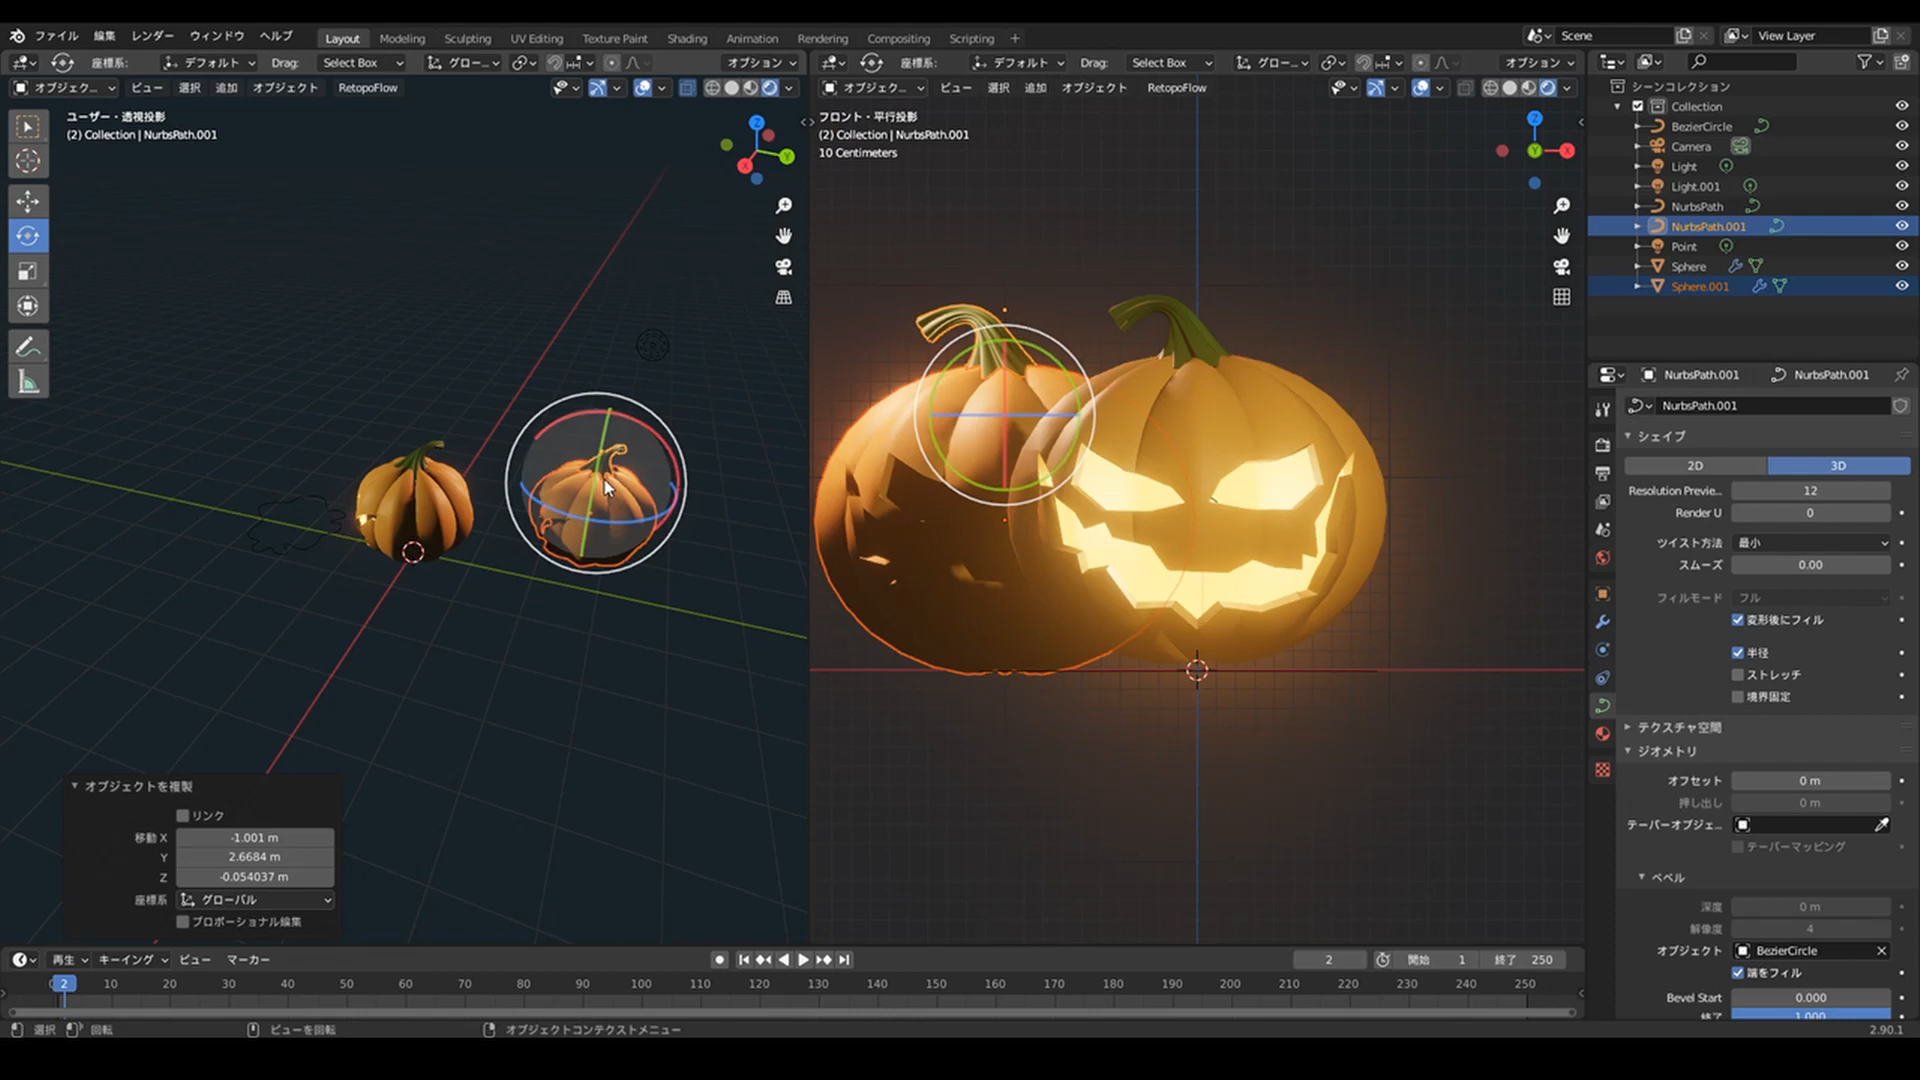 ファイル 編集 レンダー ウィンドウ ヘルプ Layout Modeling Sculpting UV Editing Texture Paint Shading Animation Rendering Compositing Scripting + Scene View Layer
座標系: デフォルト Drag: Select Box グロー... オプション
座標系: デフォルト Drag: Select Box グロー... オプション
オブジェク... ビュー 選択 追加 オブジェクト RetopoFlow
オブジェク... ビュー 選択 追加 オブジェクト RetopoFlow
ユーザー・透視投影
(2) Collection | NurbsPath.001
Z
Y
X
フロント・平行投影
(2) Collection | NurbsPath.001
10 Centimeters
Z
Y
X
シーンコレクション
Collection
BezierCircle
Camera
Light
Light.001
NurbsPath
NurbsPath.001
Point
Sphere
Sphere.001
NurbsPath.001 NurbsPath.001
NurbsPath.001
シェイプ
2D 3D
Resolution Previe... 12
Render U 0
ツイスト方法 最小
スムーズ 0.00
フィルモード フル
変形後にフィル
半径
ストレッチ
境界固定
テクスチャ空間
ジオメトリ
オフセット 0 m
押し出し 0 m
テーパーオブジェ...
テーパーマッピング
ベベル
深度 0 m
解像度 4
オブジェクト BezierCircle
端をフィル
Bevel Start 0.000
終了 1.000
オブジェクトを複製
リンク
移動 X -1.001 m
Y 2.6684 m
Z -0.054037 m
座標系 グローバル
プロポーショナル編集
再生 キーイング ビュー マーカー 2 開始 1 終了 250
2 10 20 30 40 50 60 70 80 90 100 110 120 130 140 150 160 170 180 190 200 210 220 230 240 250
選択 回転 ビューを回転 オブジェクトコンテクストメニュー 2.90.1